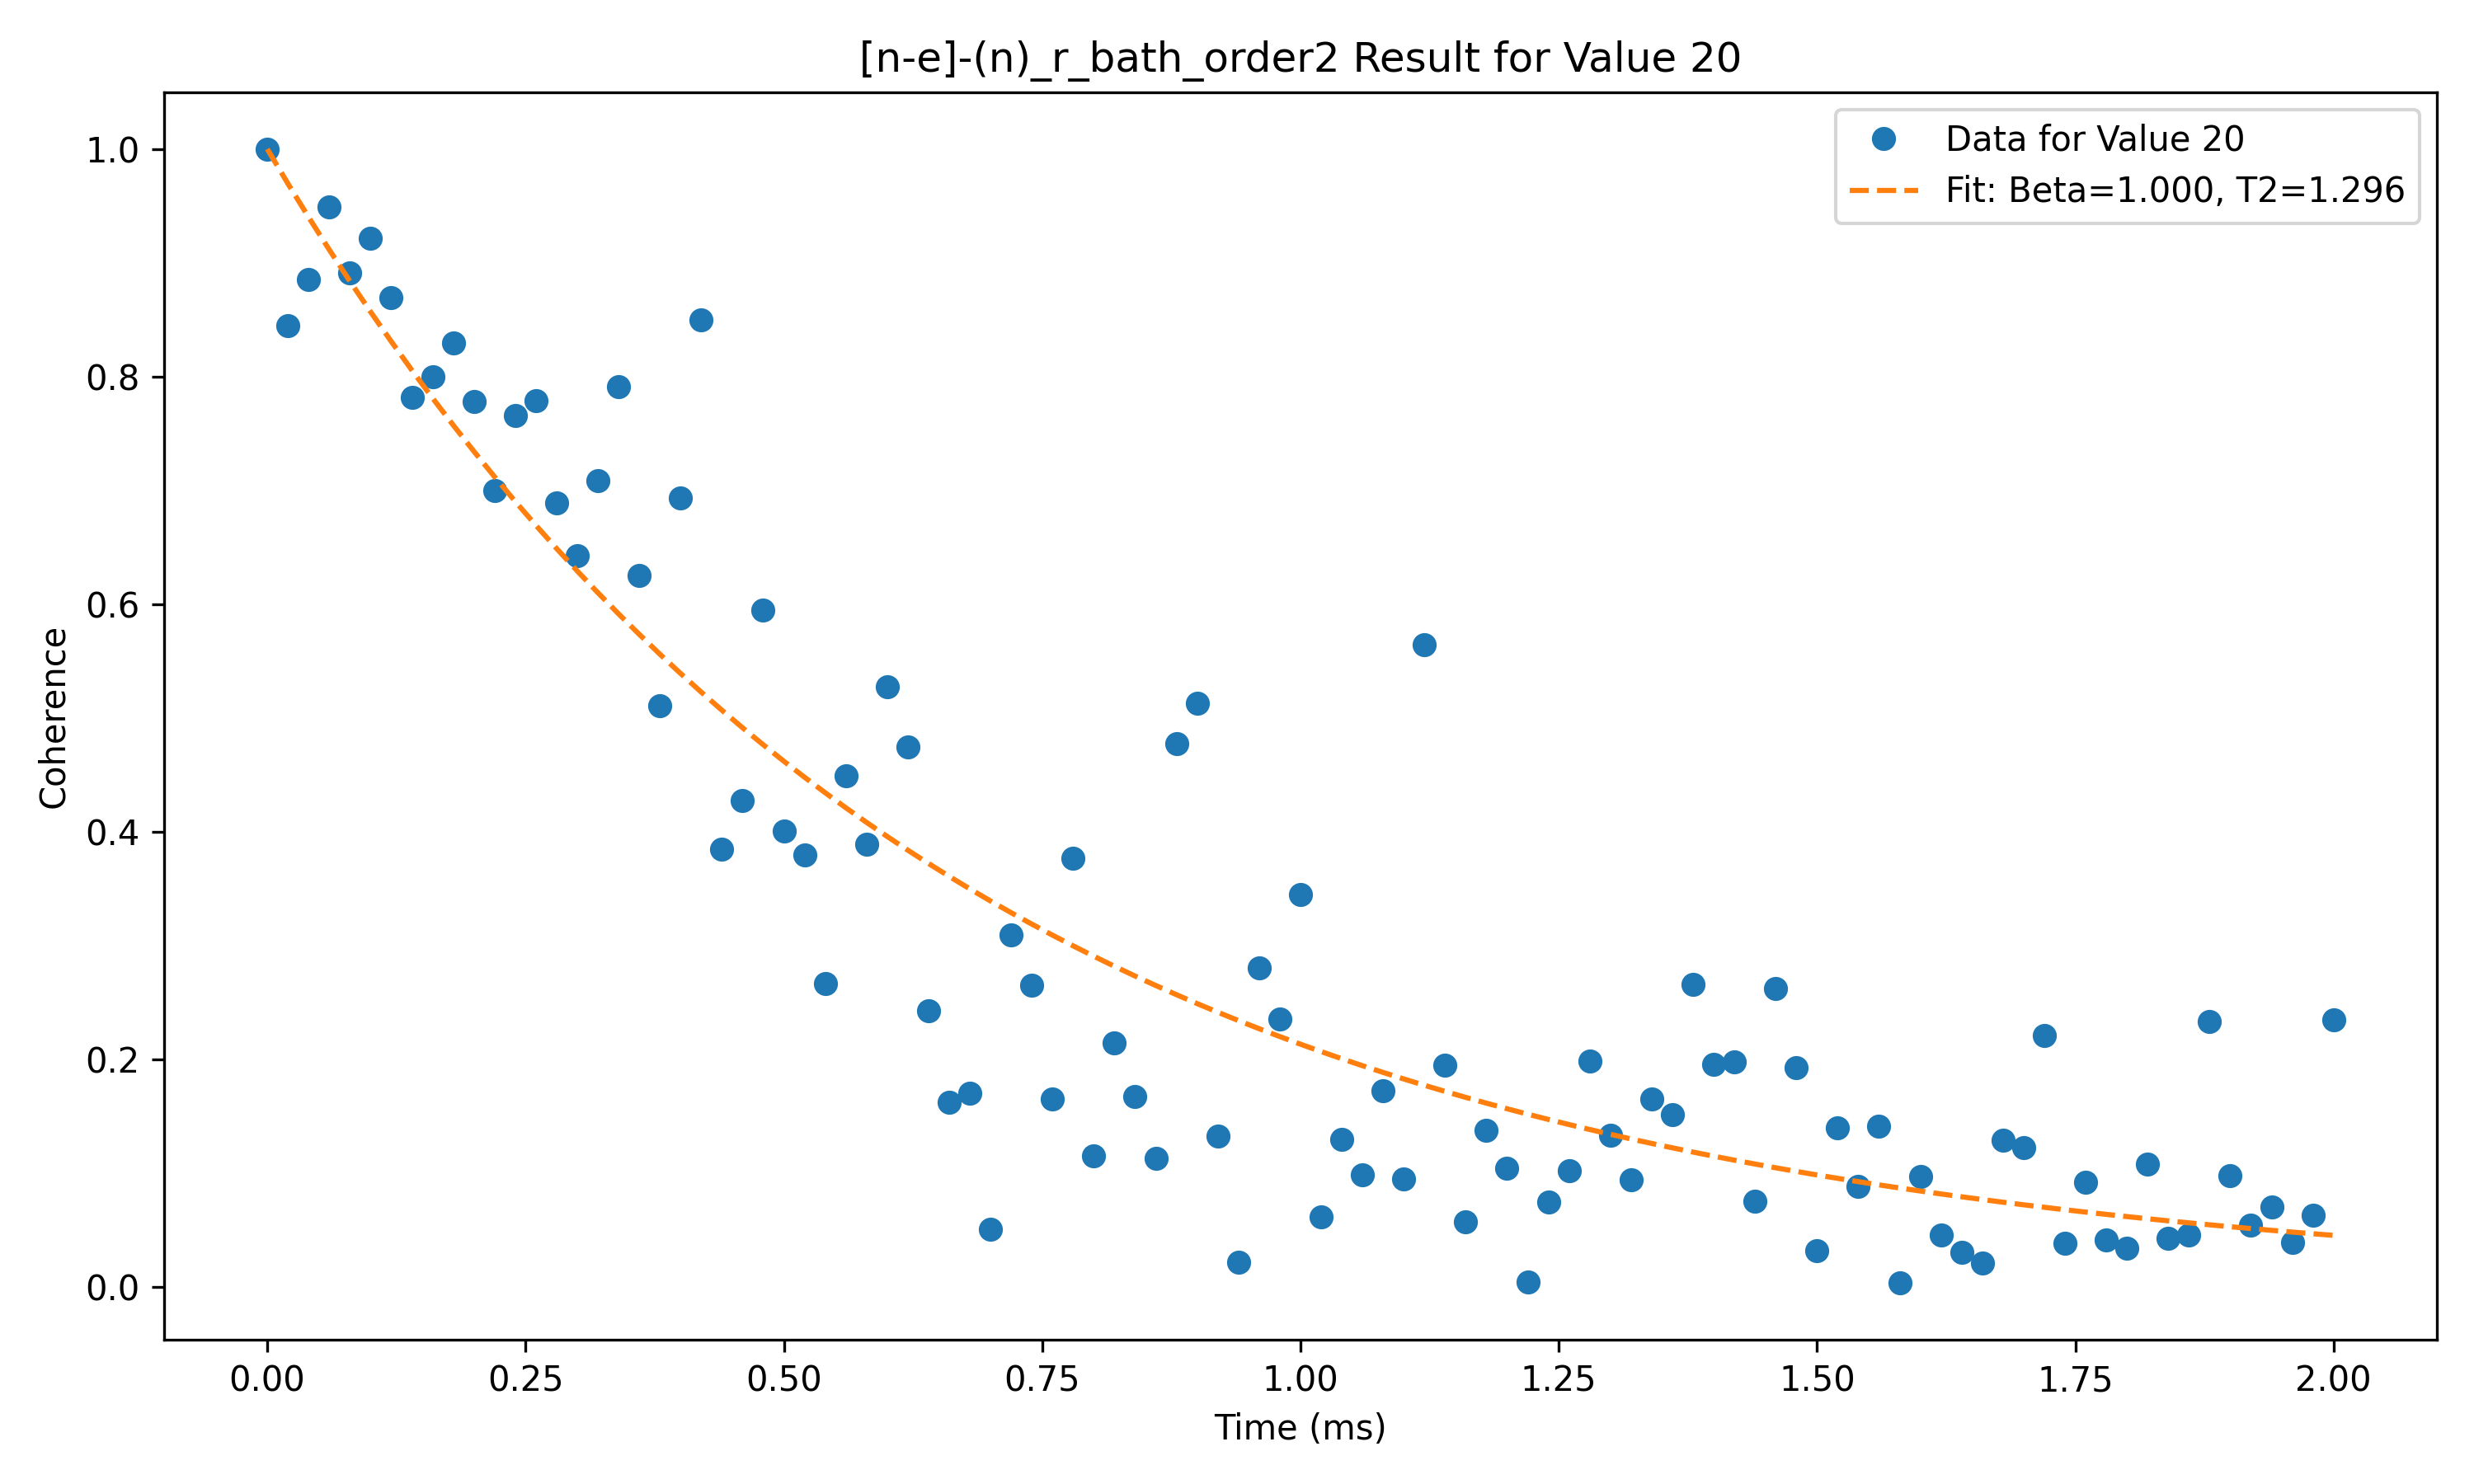 [n-e]-(n)_r_bath_order2 Result for Value 20
Data for Value 20
Fit: Beta=1.000, T2=1.296
Coherence
1.0
0.8
0.6
0.4
0.2
0.0
0.00 0.25 0.50 0.75 1.00 1.25 1.50 1.75 2.00
Time (ms)